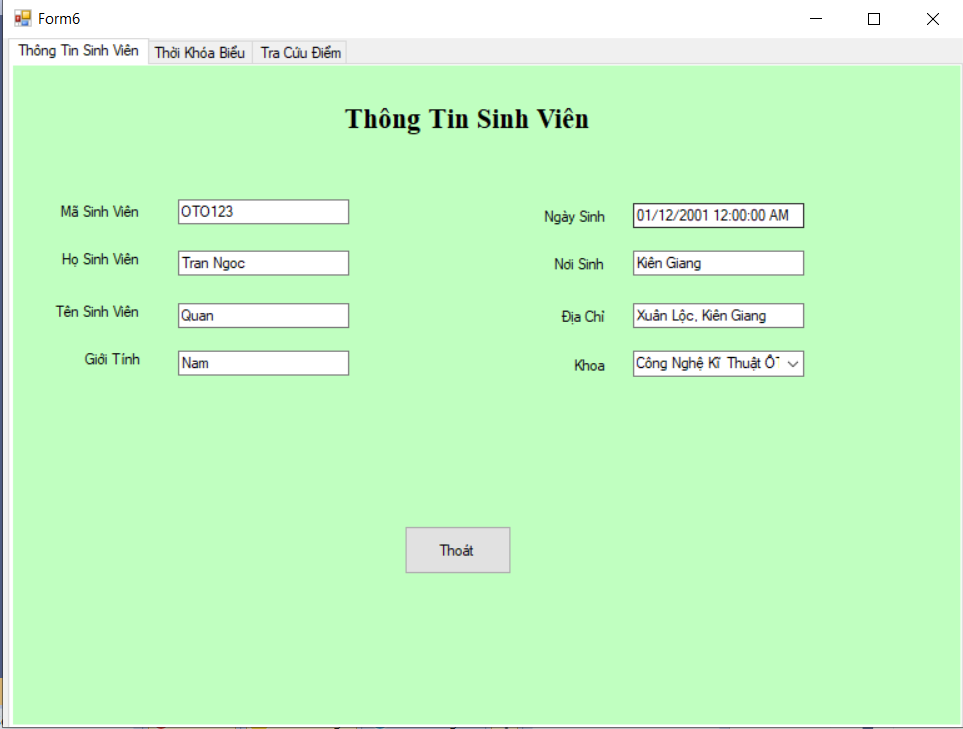 Form6
Thông Tin Sinh Viên Thời Khóa Biểu Tra Cứu Điểm
Thông Tin Sinh Viên
Mã Sinh Viên OTO123
Ngày Sinh 01/12/2001 12:00:00 AM
Họ Sinh Viên Tran Ngoc
Nơi Sinh Kiên Giang
Tên Sinh Viên Quan
Địa Chỉ Xuân Lộc, Kiên Giang
Giới Tính Nam
Khoa Công Nghệ Kĩ Thuật Ô
Thoát